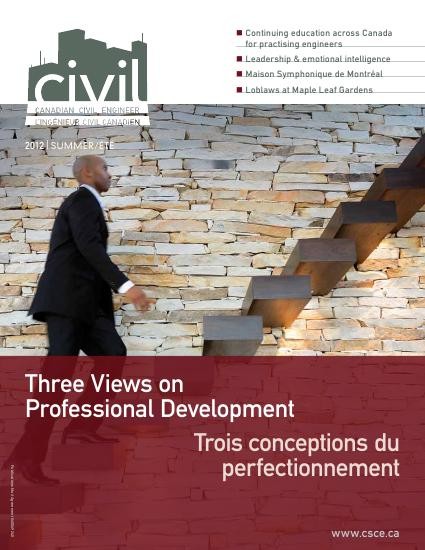 Continuing education across Canada
for practising engineers
Leadership & emotional intelligence
Maison Symphonique de Montréal
Loblaws at Maple Leaf Gardens
civil
CANADIAN CIVIL ENGINEER
L'INGÉNIEUR CIVIL CANADIEN
2012 | SUMMER/ÉTÉ
Three Views on
Professional Development
Trois conceptions du
perfectionnement
www.csce.ca